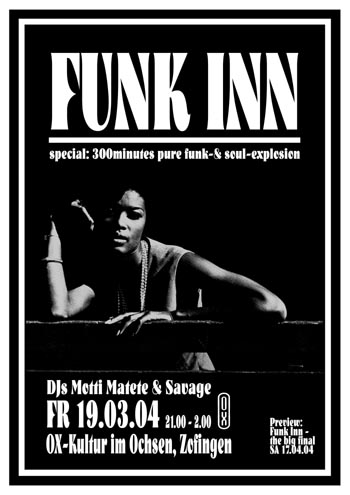 FUNK INN
special: 300minutes pure funk-& soul-explosion
DJs Motti Matete & Savage
FR 19.03.04 21.00 - 2.00
OX
OX-Kultur im Ochsen, Zofingen
Preview:
Funk Inn -
the big final
SA 17.04.04